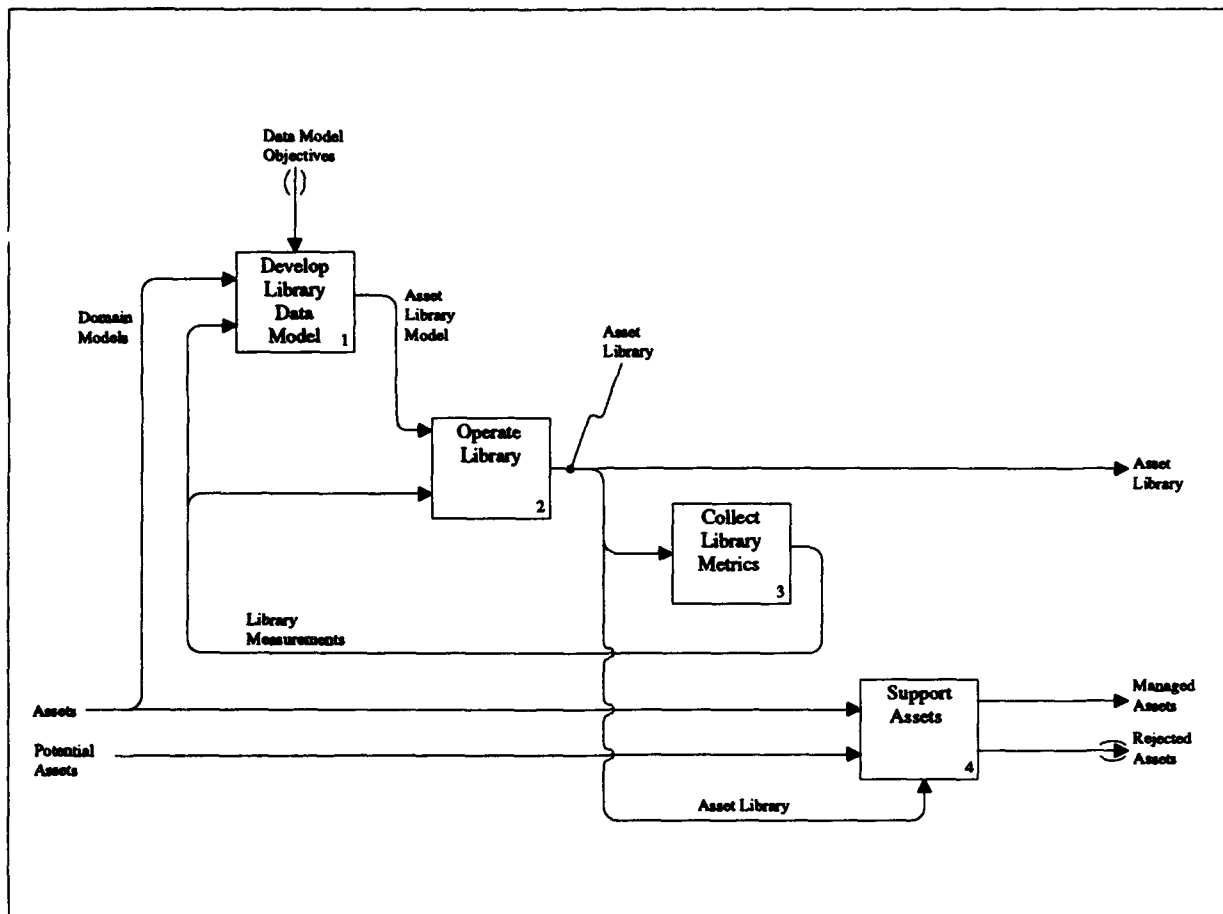 Data Model
Objectives
Develop
Library
Data
Model
1
Asset
Library
Model
Domain
Models
Asset
Library
Operate
Library
2
Asset
Library
Collect
Library
Metrics
3
Library
Measurements
Support
Assets
4
Managed
Assets
Assets
Rejected
Assets
Potential
Assets
Asset Library